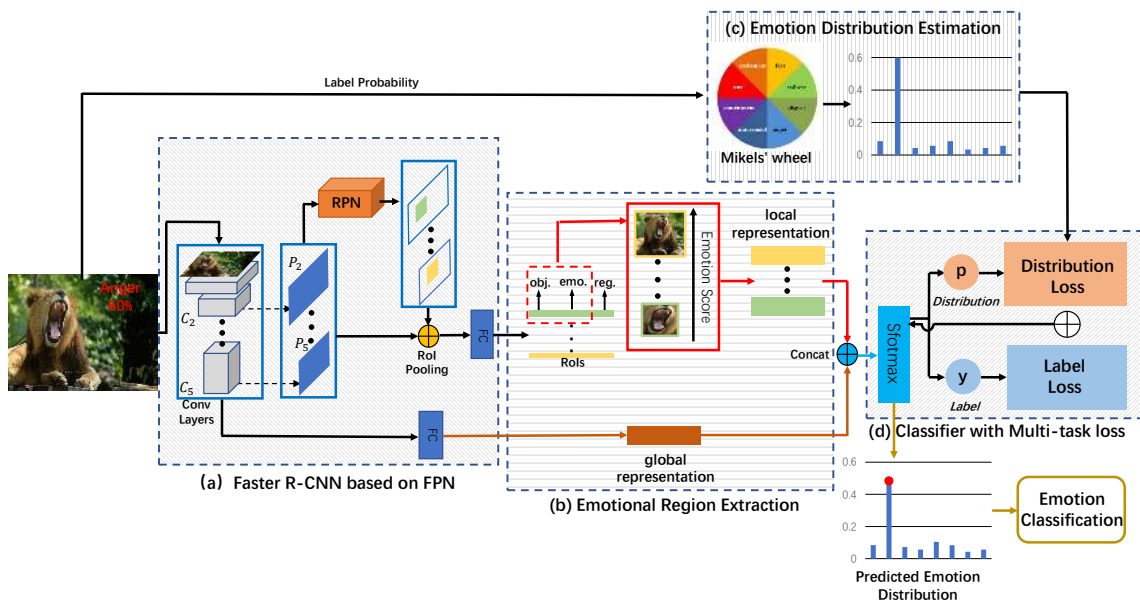 (c) Emotion Distribution Estimation
0.6
0.4
0.2
0
Mikels' wheel
Label Probability
RPN
Anger
60%
C2
C5
Conv
Layers
P2
P5
RoI
Pooling
FC
FC
(a) Faster R-CNN based on FPN
obj. emo. reg.
RoIs
Emotion Score
local
representation
global
representation
Concat
(b) Emotional Region Extraction
Sfotmax
p
Distribution
Distribution
Loss
y
Label
Label
Loss
(d) Classifier with Multi-task loss
0.6
0.4
0.2
0
Predicted Emotion
Distribution
Emotion
Classification